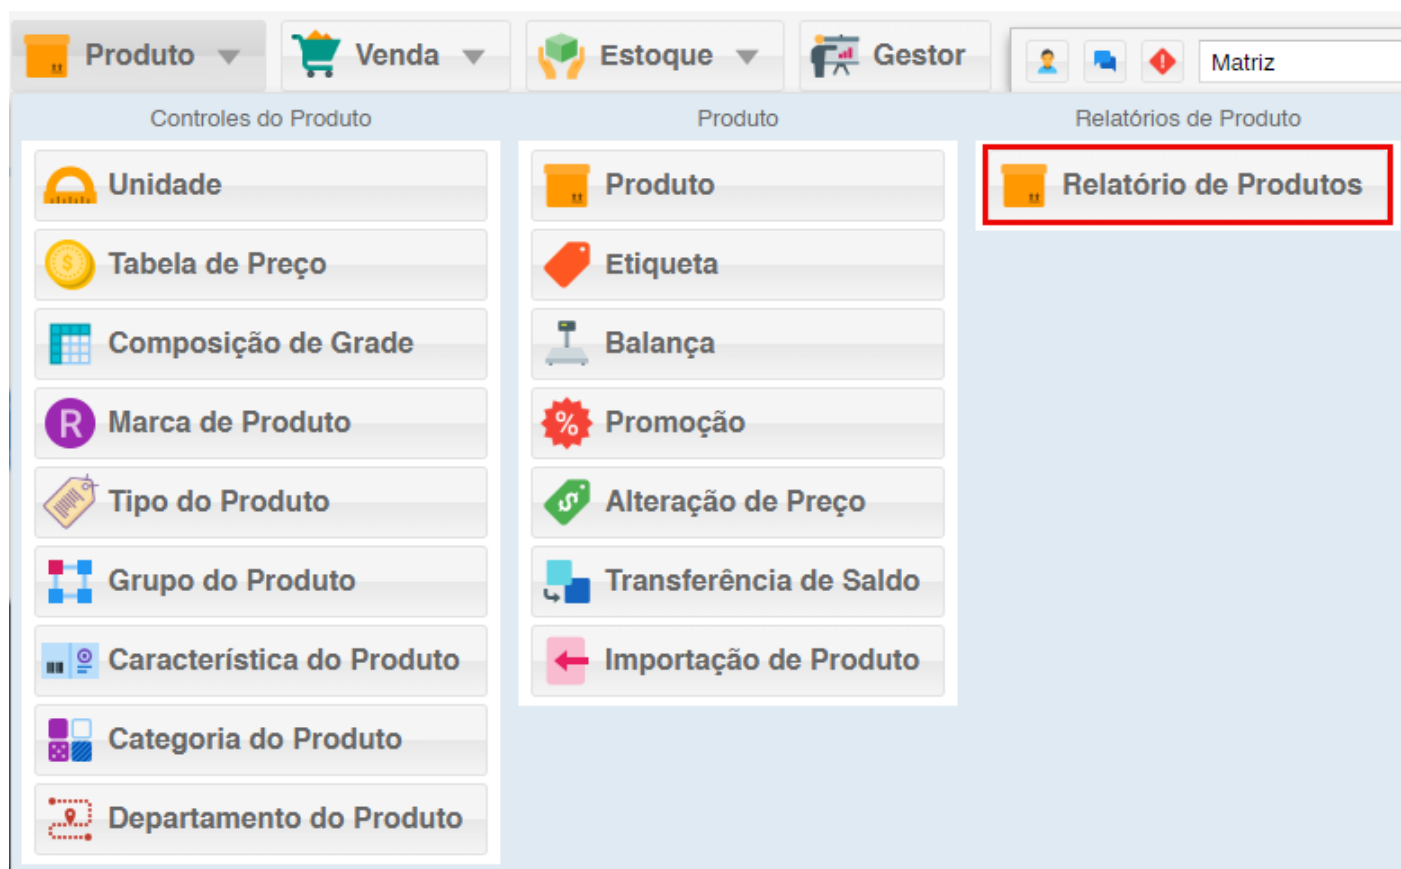 Produto
Venda
Estoque
Gestor
Matriz
Controles do Produto
Unidade
Tabela de Preço
Composição de Grade
R
Marca de Produto
Tipo do Produto
Grupo do Produto
Característica do Produto
Categoria do Produto
Departamento do Produto
Produto
Produto
Etiqueta
Balança
%
Promoção
Alteração de Preço
Transferência de Saldo
Importação de Produto
Relatórios de Produto
Relatório de Produtos